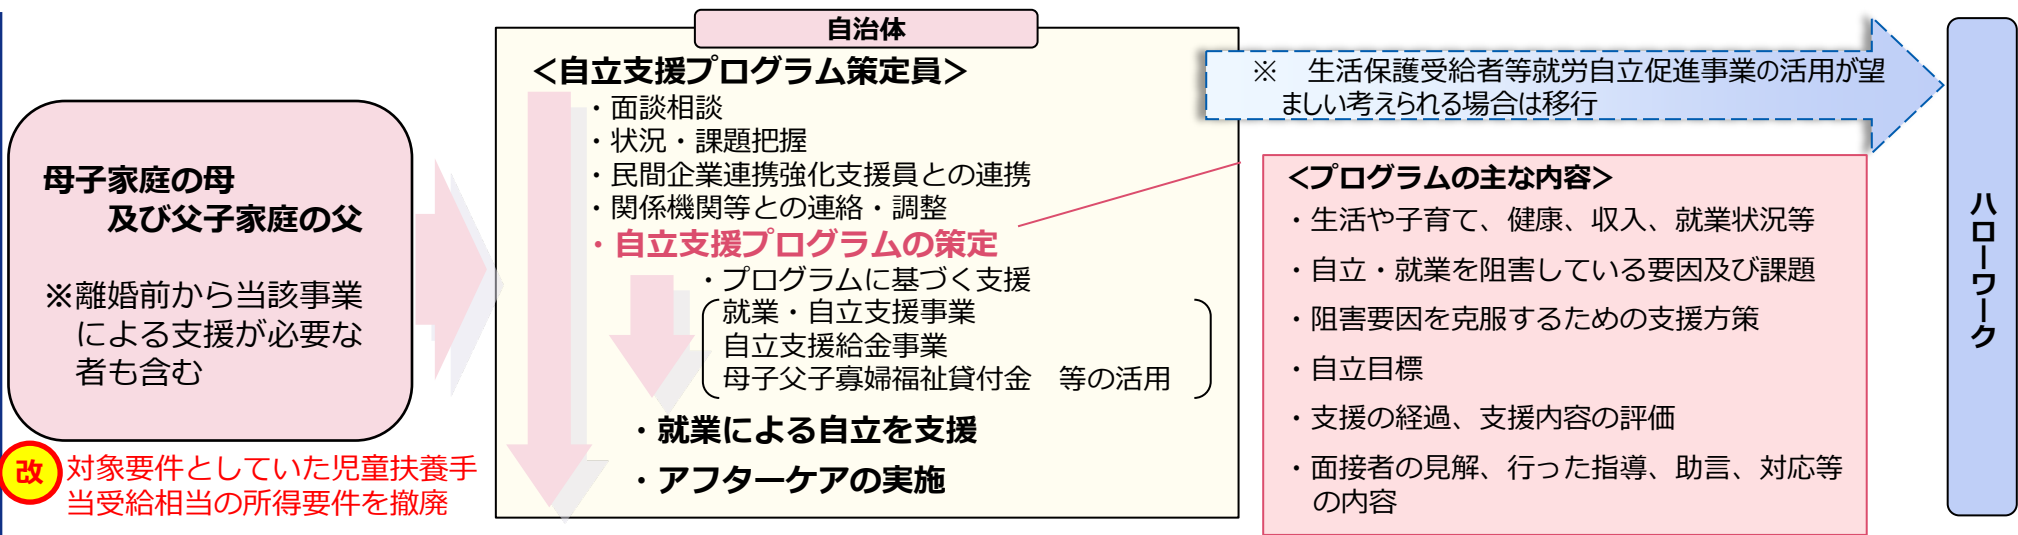 母子家庭の母
及び父子家庭の父
※離婚前から当該事業
による支援が必要な
者も含む
改
対象要件としていた児童扶養手
当受給相当の所得要件を撤廃
自治体
<自立支援プログラム策定員>
・面談相談
・状況・課題把握
・民間企業連携強化支援員との連携
・関係機関等との連絡・調整
・自立支援プログラムの策定
・プログラムに基づく支援
就業・自立支援事業
自立支援給金事業
母子父子寡婦福祉貸付金　等の活用
・就業による自立を支援
・アフターケアの実施
※　生活保護受給者等就労自立促進事業の活用が望
ましい考えられる場合は移行
<プログラムの主な内容>
・生活や子育て、健康、収入、就業状況等
・自立・就業を阻害している要因及び課題
・阻害要因を克服するための支援方策
・自立目標
・支援の経過、支援内容の評価
・面接者の見解、行った指導、助言、対応等
の内容
ハローワーク